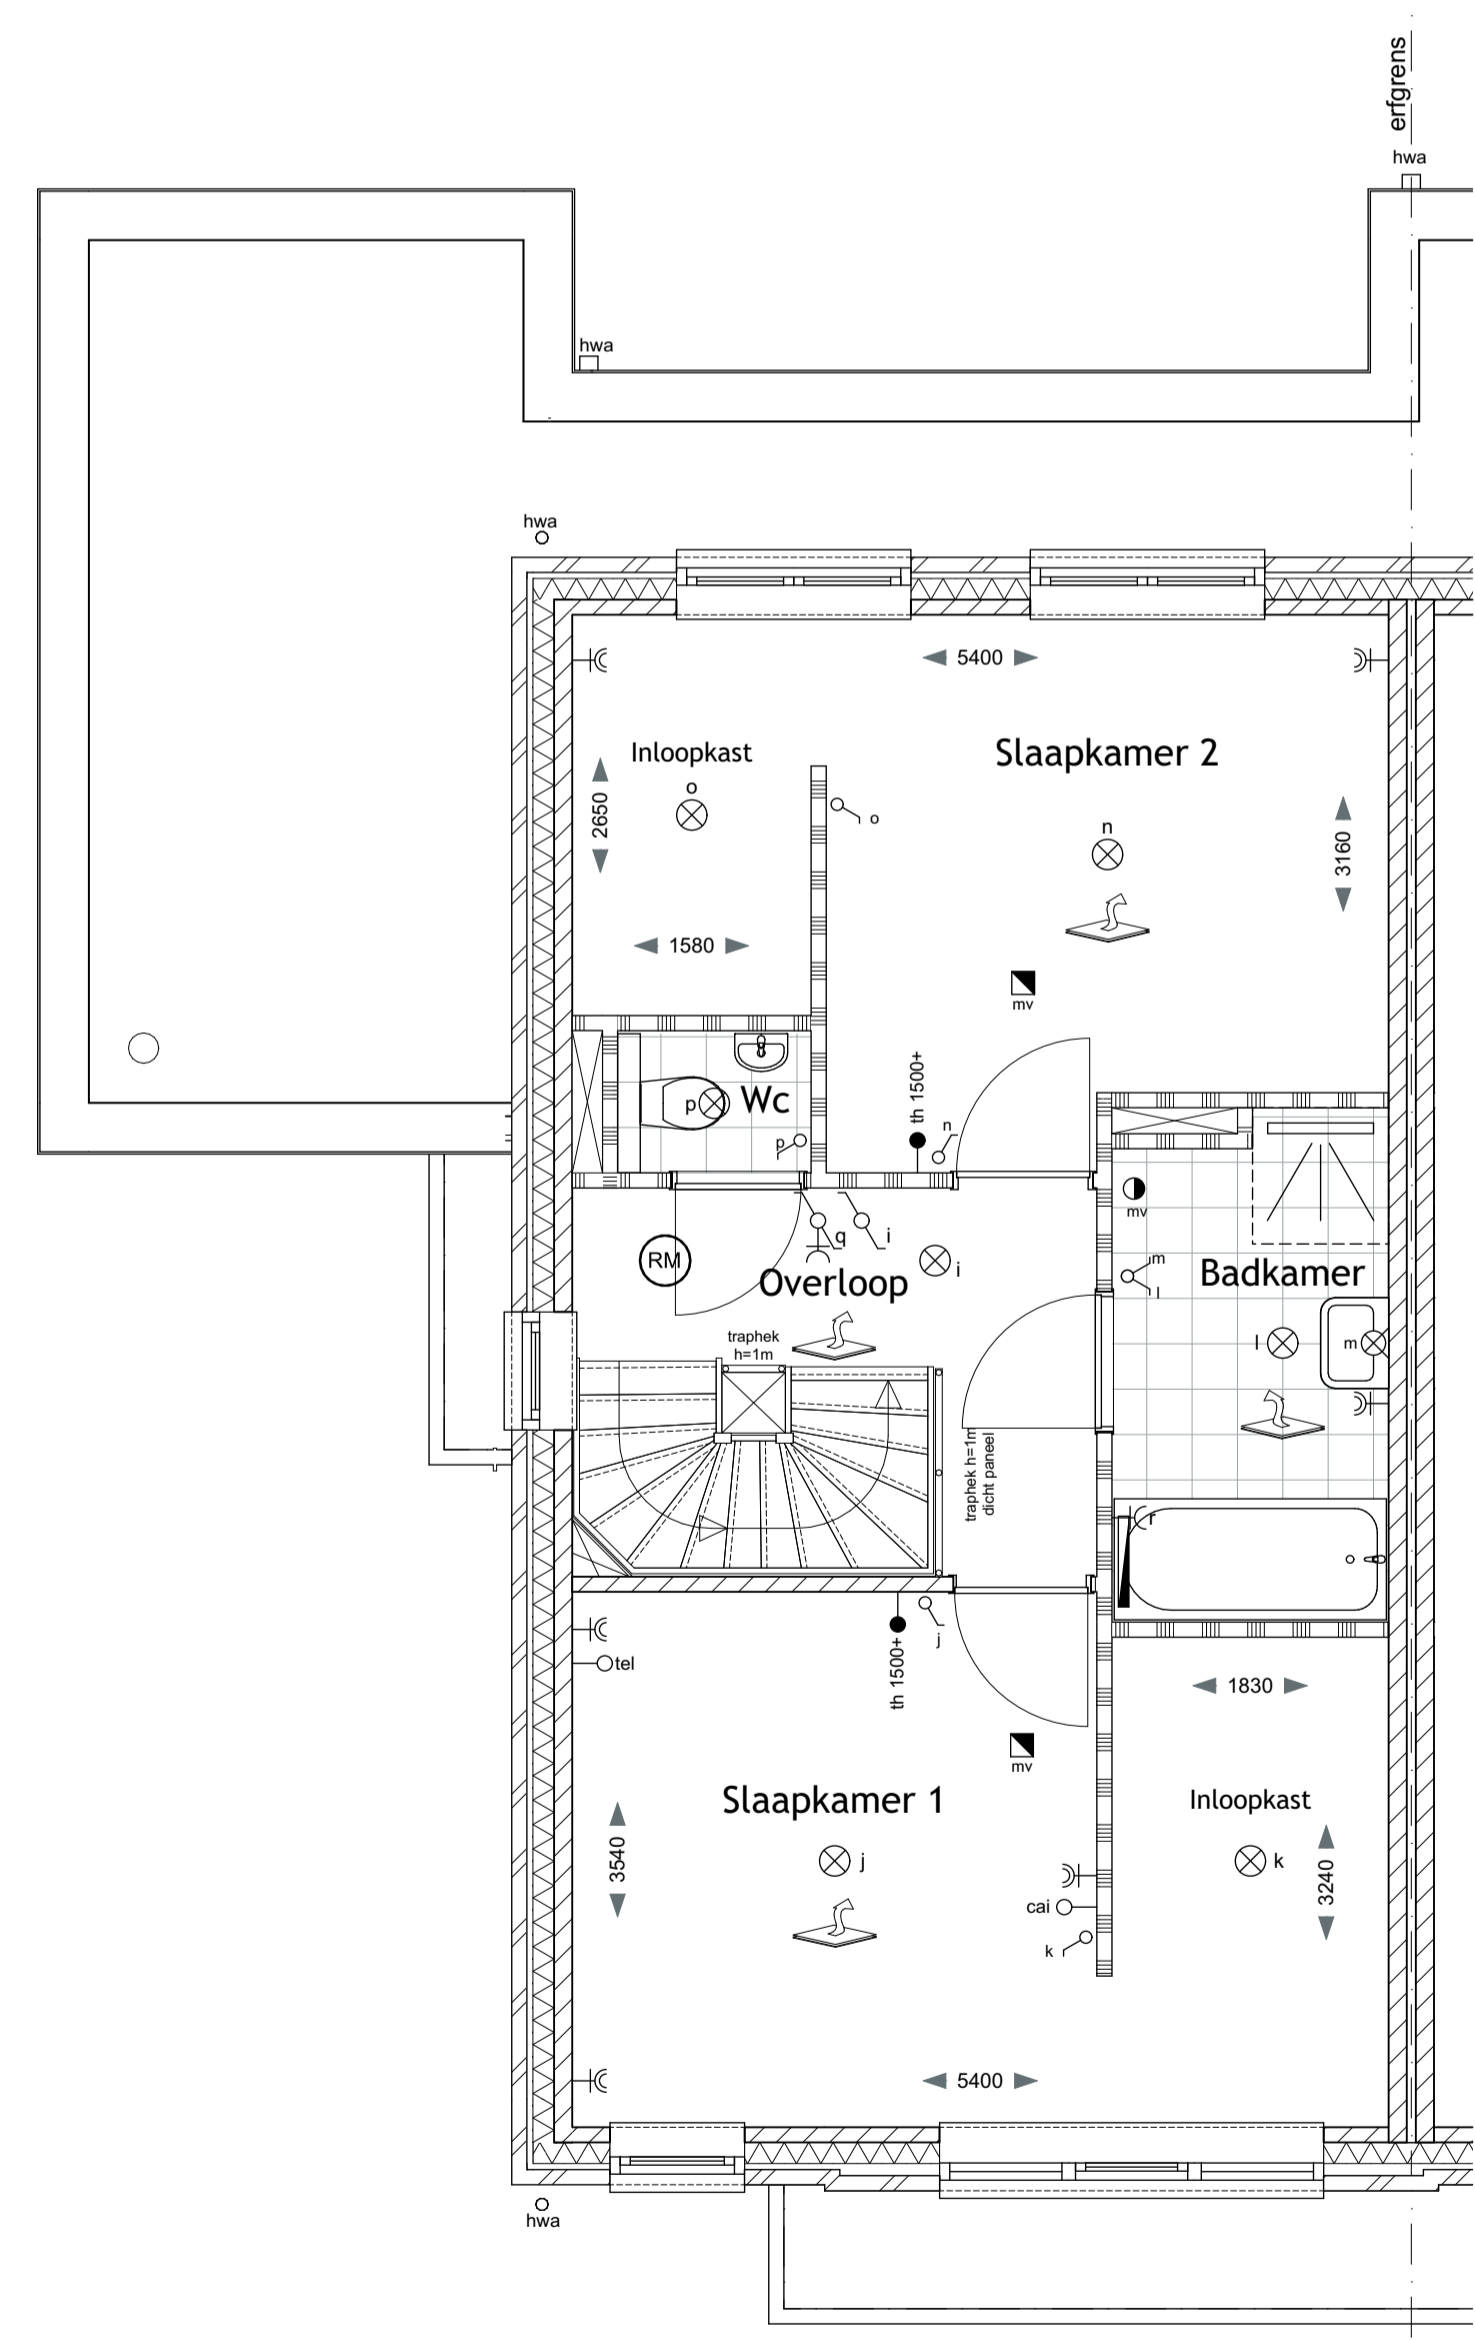 erfgrens
hwa
hwa
hwa
5400
Inloopkast
Slaapkamer 2
o
o
2650
n
3160
1580
mv
th 1500+
n
p
Wc
p
mv
q
i
RM
i
Overloop
m
l
Badkamer
traphek
h=1m
l
m
traphek h=1m
dicht paneel
r
j
tel
th 1500+
1830
mv
Slaapkamer 1
Inloopkast
3540
j
k
3240
cai
k
5400
hwa